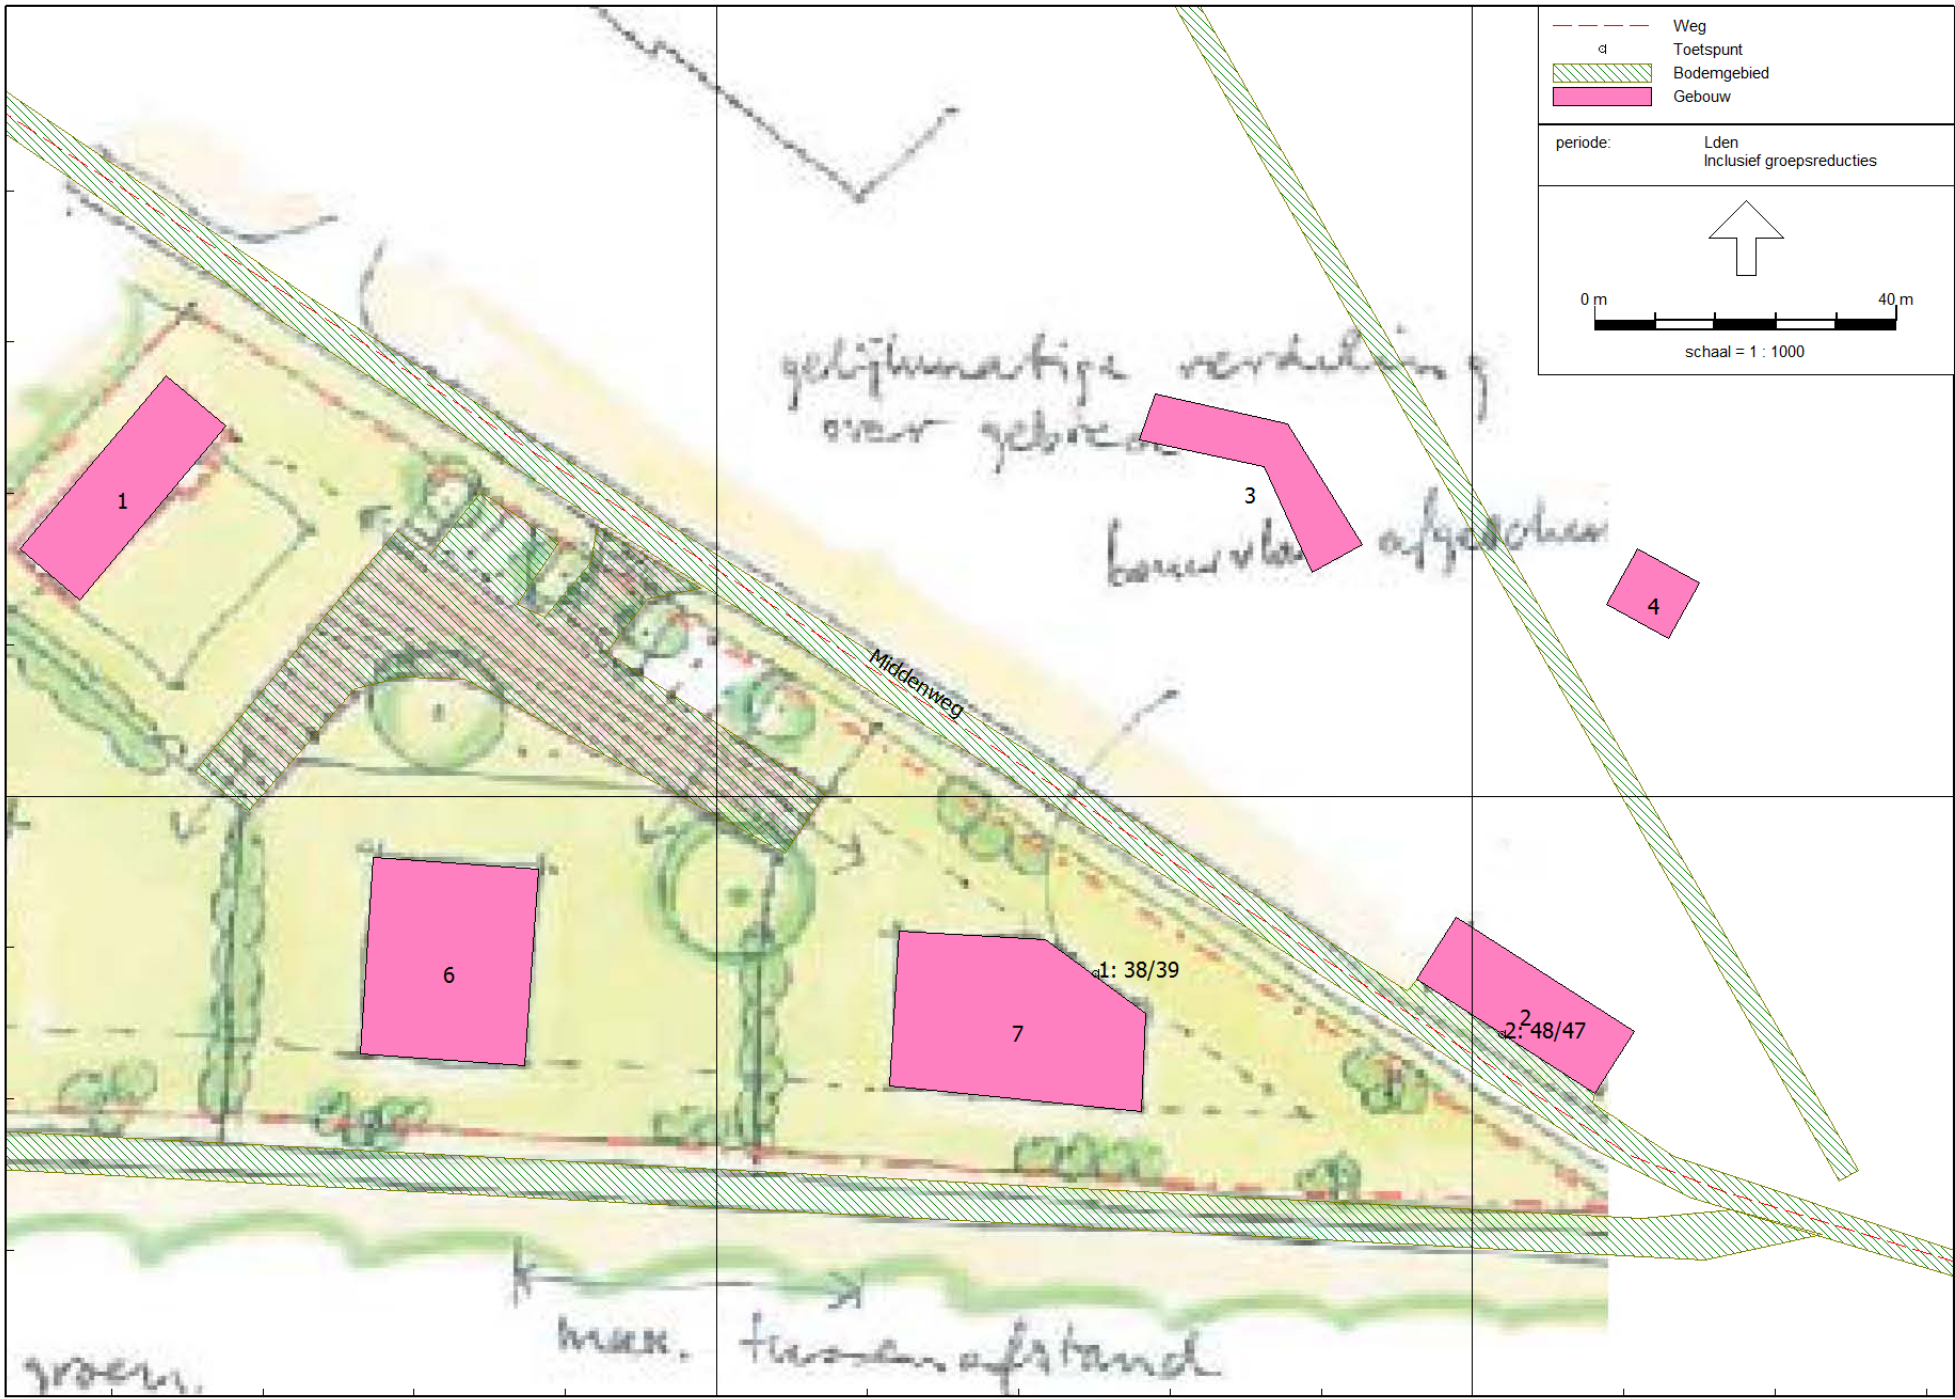 Weg
Toetspunt
Bodemgebied
Gebouw
periode: Lden
Inclusief groepsreducties
0 m 40 m
schaal = 1 : 1000
gelijkmatige verdeling
over gebied
3
bouwvlak afgesloten
1
4
Middenweg
6
1: 38/39
7
2
2: 48/47
max. tussenafstand
groen.